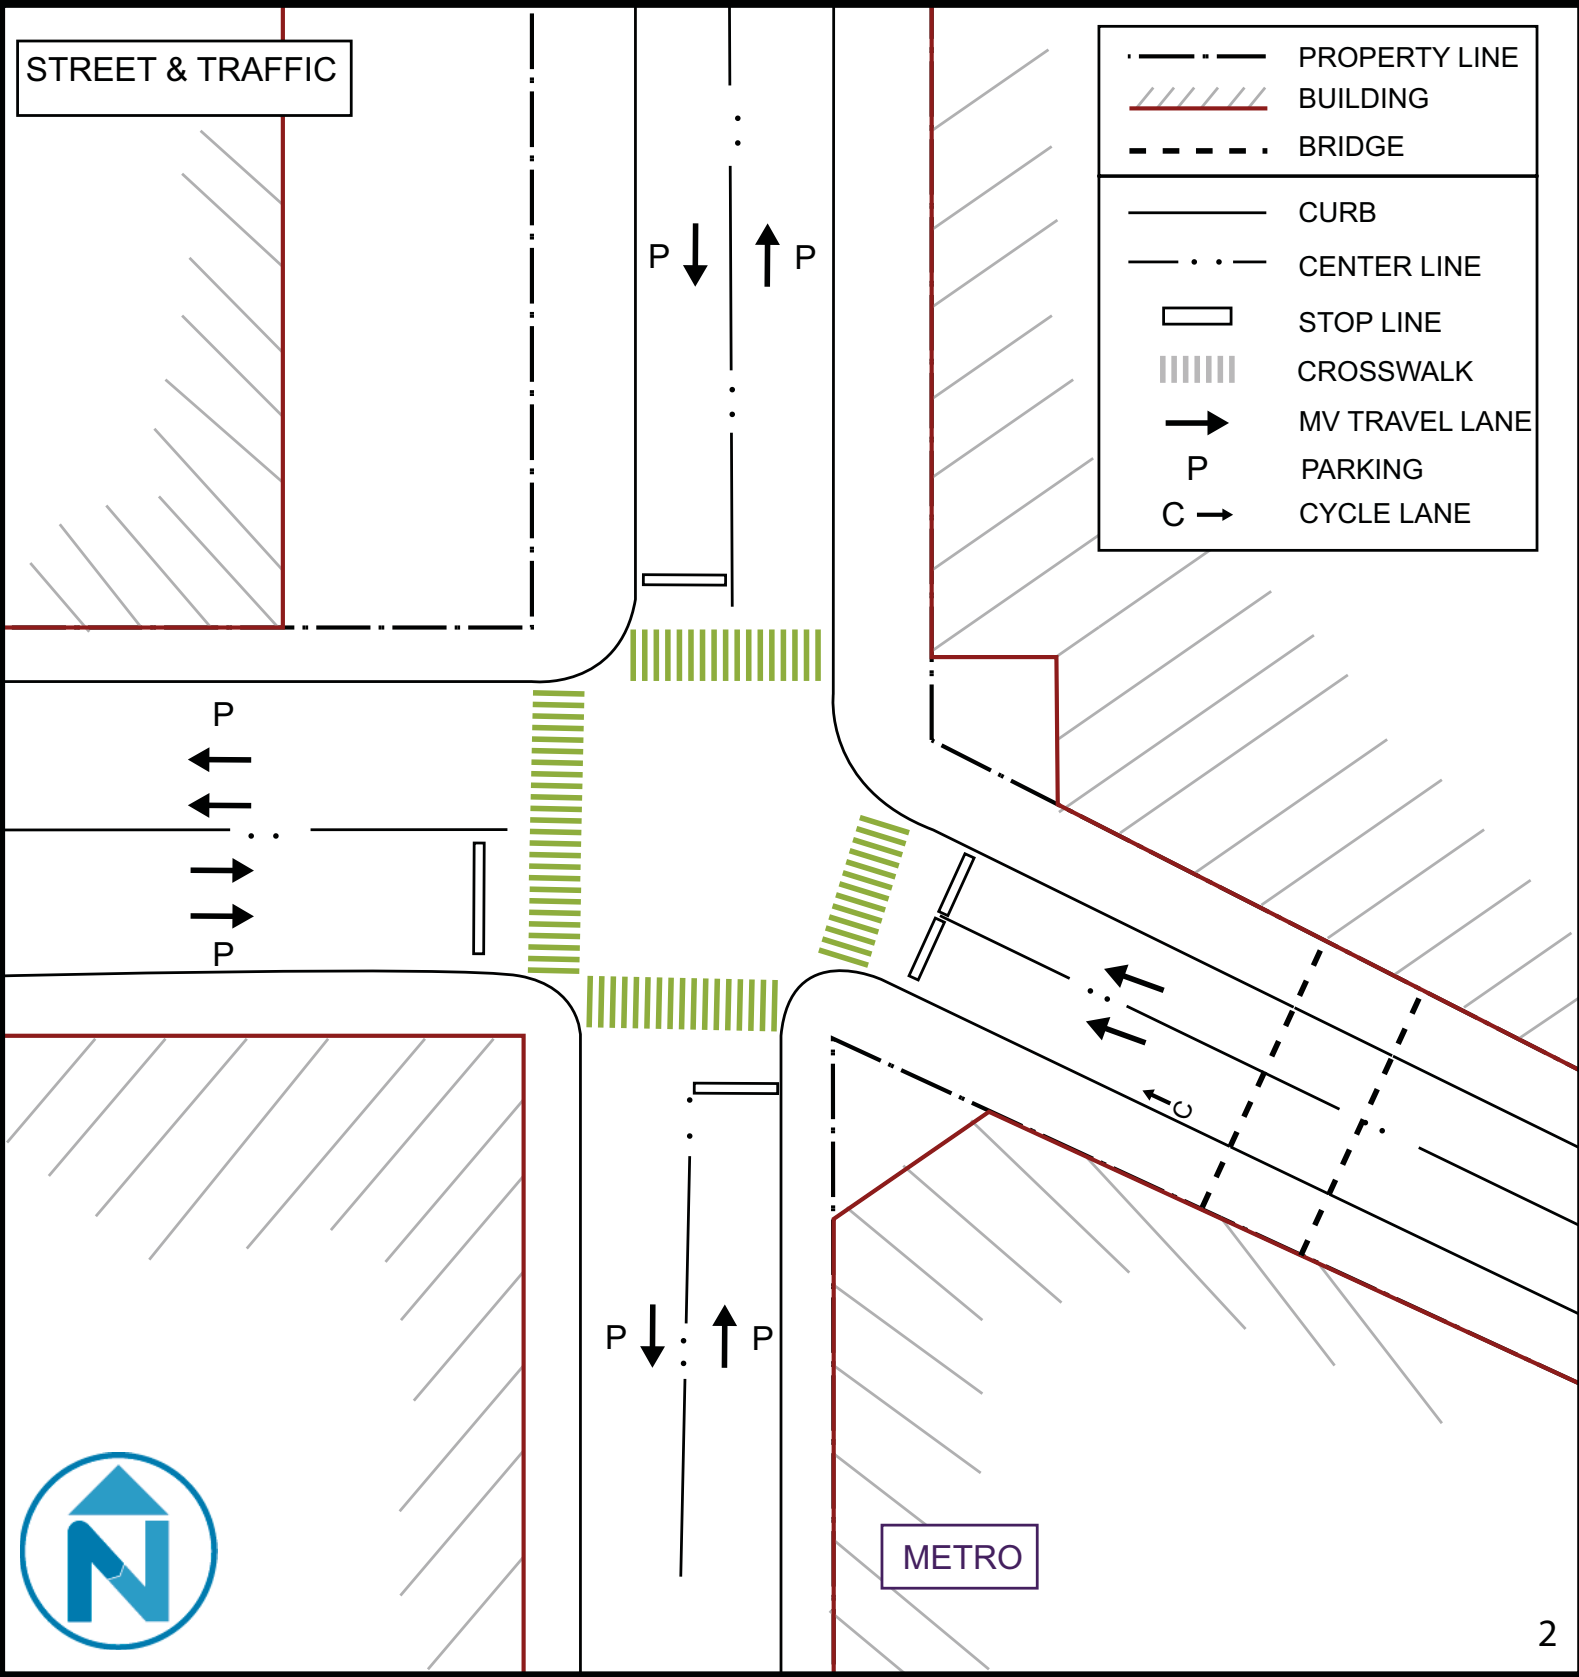 STREET & TRAFFIC
PROPERTY LINE
BUILDING
BRIDGE
CURB
CENTER LINE
STOP LINE
CROSSWALK
MV TRAVEL LANE
P PARKING
C CYCLE LANE
P P
P
P
C
P P
METRO
N
2